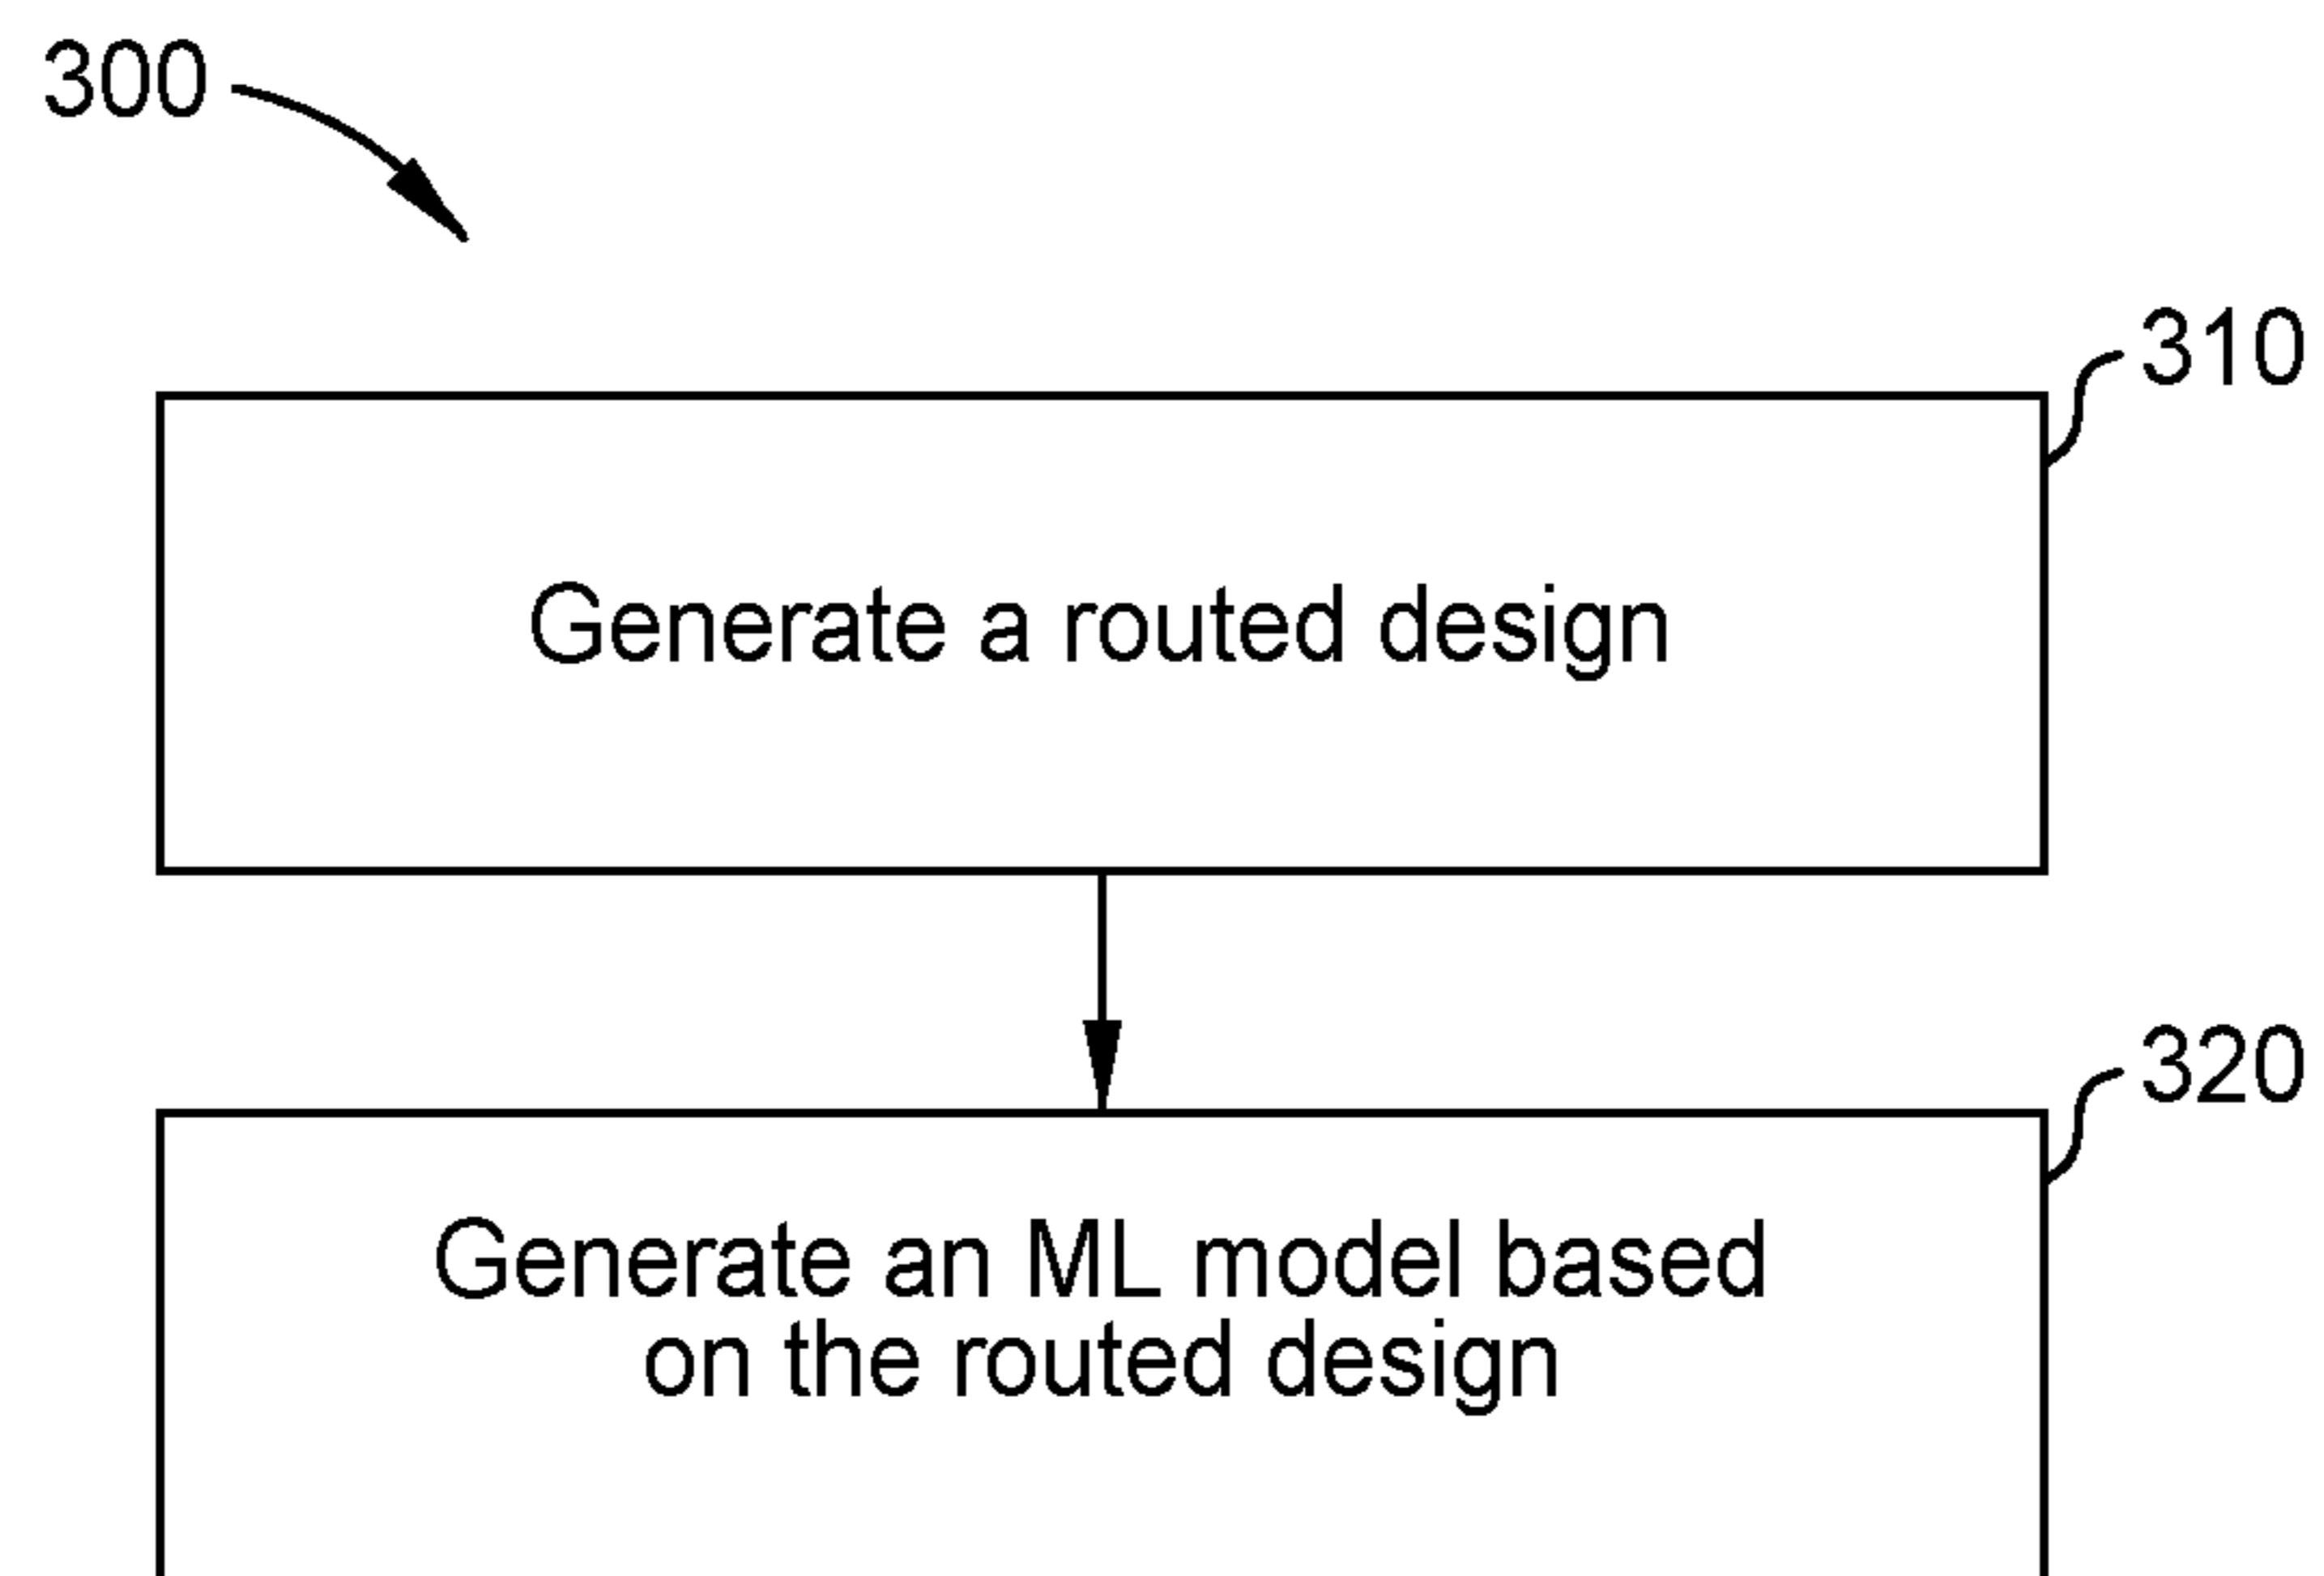 300
310
Generate a routed design
320
Generate an ML model based
on the routed design